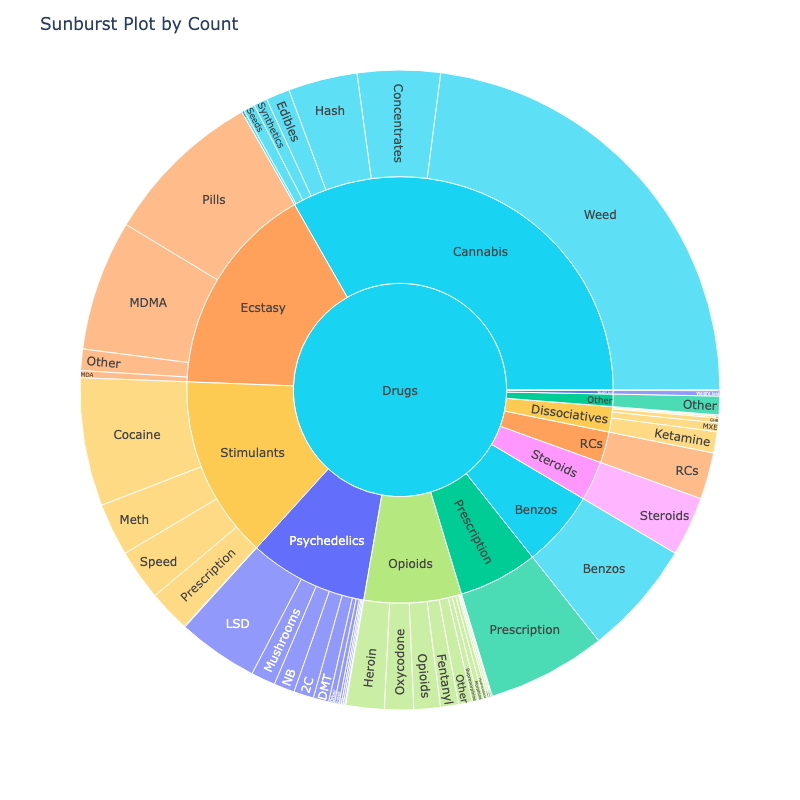 Sunburst Plot by Count
Drugs
Cannabis
Weed
Concentrates
Hash
Edibles
Synthetics
Seeds
Ecstasy
Pills
MDMA
Other
MDA
Stimulants
Cocaine
Meth
Speed
Prescription
Psychedelics
LSD
Mushrooms
NB
2C
DMT
Opioids
Heroin
Oxycodone
Opioids
Fentanyl
Other
Prescription
Prescription
Benzos
Benzos
Steroids
Steroids
RCs
RCs
Dissociatives
Ketamine
MXE
Other
Other